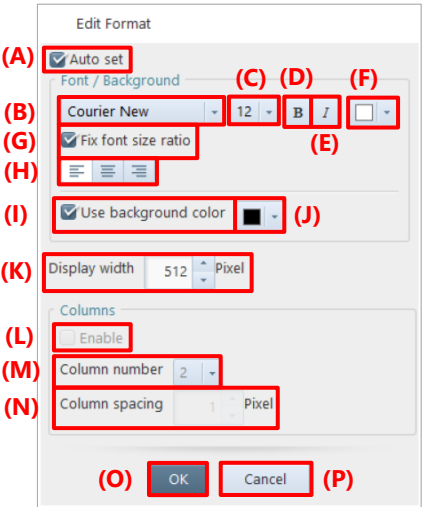 Edit Format
(A) Auto set
Font / Background
(C) (D) (F)
(B) Courier New 12 B I
(E)
(G) Fix font size ratio
(H)
(I) Use background color (J)
(K) Display width 512 Pixel
Columns
(L) Enable
(M) Column number 2
(N) Column spacing 1 Pixel
(O) OK Cancel (P)